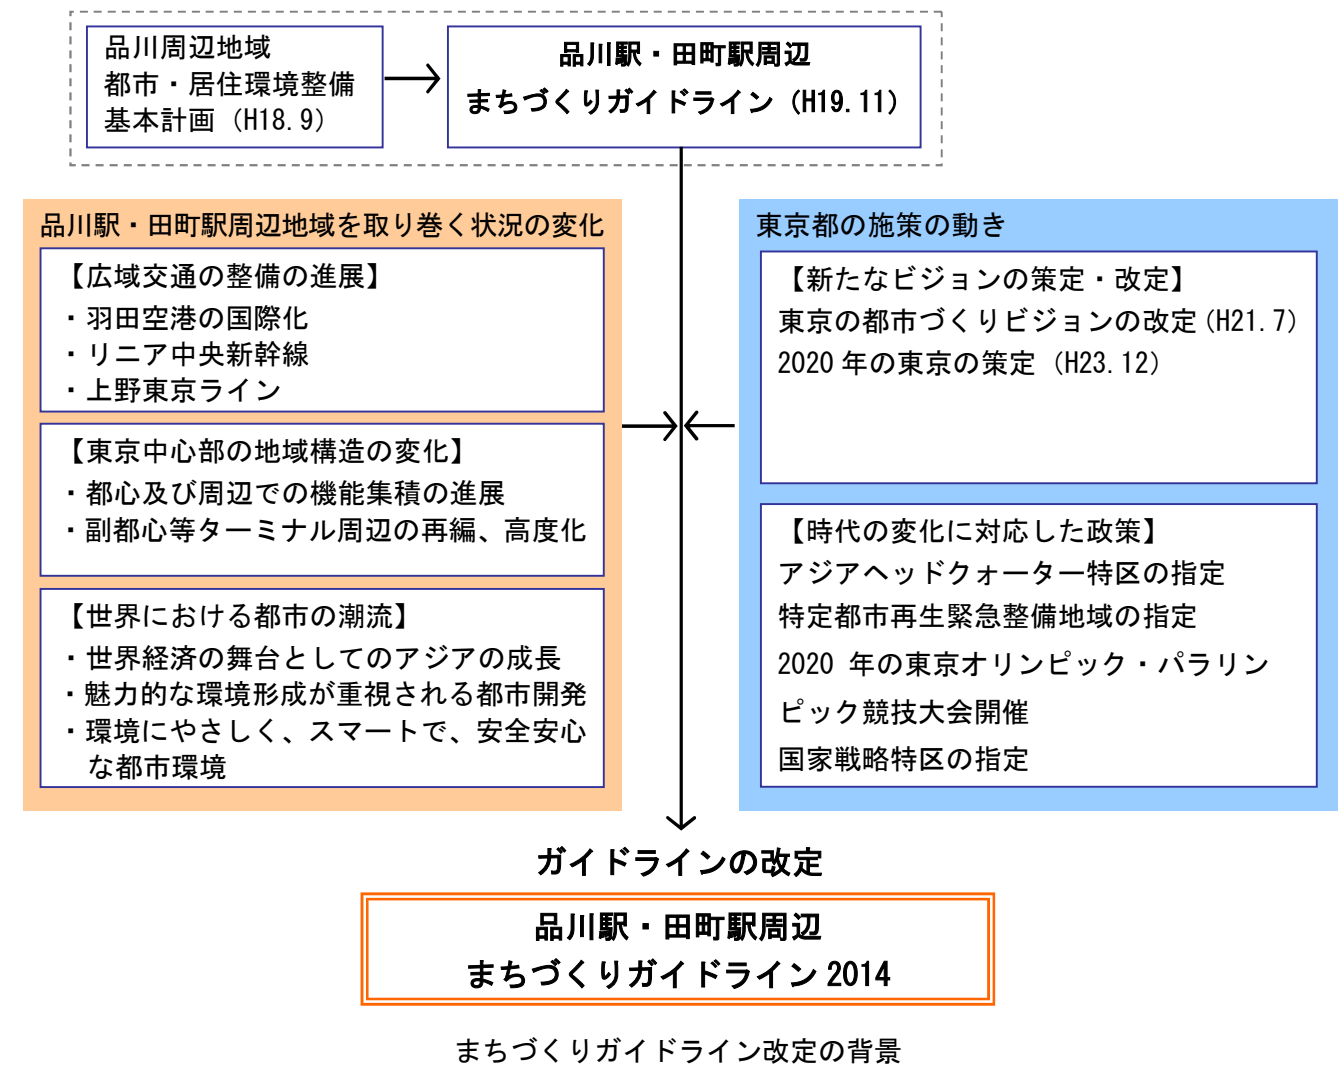 品川周辺地域
都市・居住環境整備
基本計画（H18.9）
品川駅・田町駅周辺
まちづくりガイドライン（H19.11）
品川駅・田町駅周辺地域を取り巻く状況の変化
【広域交通の整備の進展】
・羽田空港の国際化
・リニア中央新幹線
・上野東京ライン
【東京中心部の地域構造の変化】
・都心及び周辺での機能集積の進展
・副都心等ターミナル周辺の再編、高度化
【世界における都市の潮流】
・世界経済の舞台としてのアジアの成長
・魅力的な環境形成が重視される都市開発
・環境にやさしく、スマートで、安全安心
な都市環境
東京都の施策の動き
【新たなビジョンの策定・改定】
東京の都市づくりビジョンの改定(H21.7)
2020年の東京の策定（H23.12）
【時代の変化に対応した政策】
アジアヘッドクォーター特区の指定
特定都市再生緊急整備地域の指定
2020 年の東京オリンピック・パラリン
ピック競技大会開催
国家戦略特区の指定
ガイドラインの改定
品川駅・田町駅周辺
まちづくりガイドライン2014
まちづくりガイドライン改定の背景